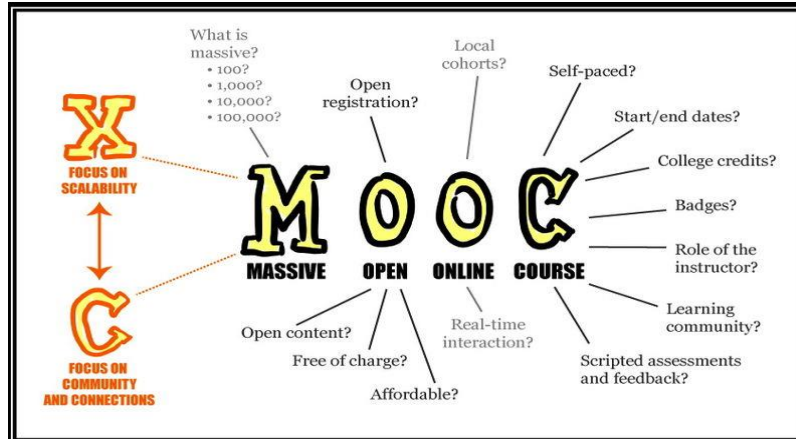 What is
massive?
• 100?
• 1,000?
• 10,000?
• 100,000?
Local
cohorts?
Self-paced?
Open
registration?
Start/end dates?
College credits?
Badges?
Role of the
instructor?
Learning
community?
Scripted assessments
and feedback?
X
FOCUS ON
SCALABILITY
C
FOCUS ON
COMMUNITY
AND CONNECTIONS
MOOC
MASSIVE OPEN ONLINE COURSE
Open content?
Free of charge?
Affordable?
Real-time
interaction?